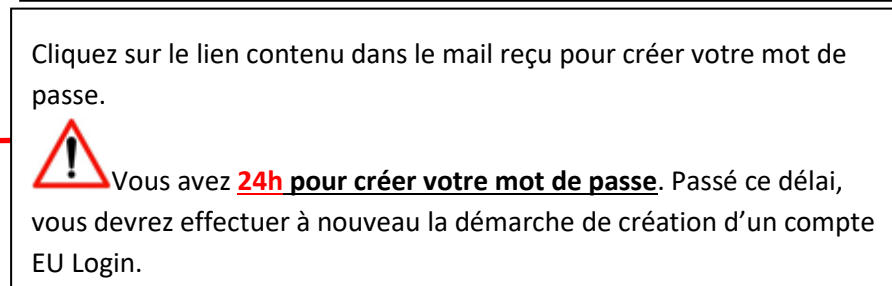 Cliquez sur le lien contenu dans le mail reçu pour créer votre mot de
passe.
Vous avez 24h pour créer votre mot de passe. Passé ce délai,
vous devrez effectuer à nouveau la démarche de création d’un compte
EU Login.